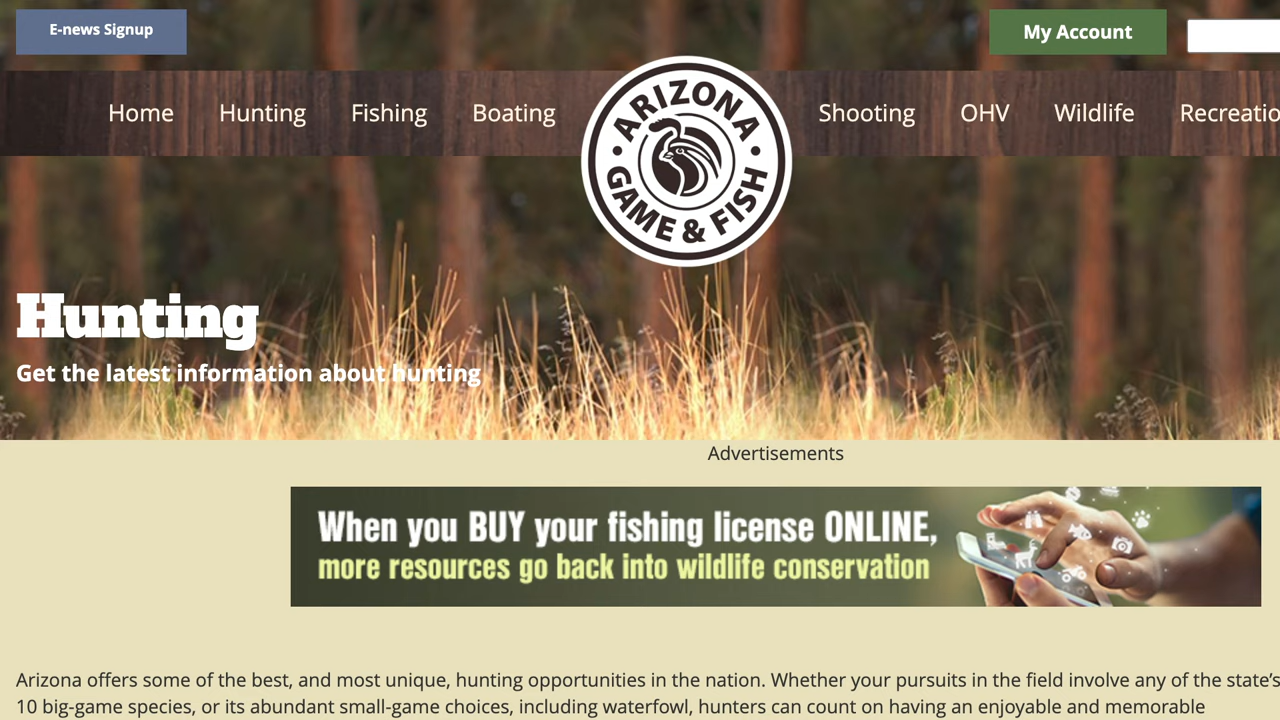 E-news Signup
My Account
Home Hunting Fishing Boating
ARIZONA
GAME & FISH
Shooting OHV Wildlife Recreatio
Hunting
Get the latest information about hunting
Advertisements
When you BUY your fishing license ONLINE,
more resources go back into wildlife conservation
Arizona offers some of the best, and most unique, hunting opportunities in the nation. Whether your pursuits in the field involve any of the state’s
10 big-game species, or its abundant small-game choices, including waterfowl, hunters can count on having an enjoyable and memorable